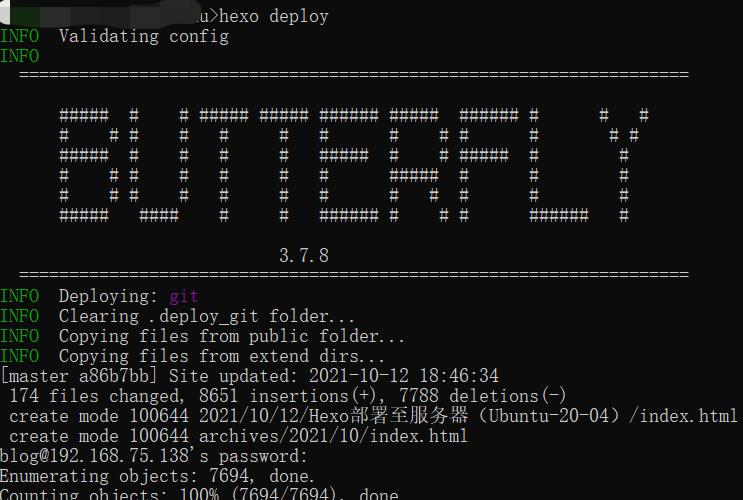 u>hexo deploy
INFO  Validating config
INFO
===================================================================
BUTTERFLY
3.7.8
===================================================================
INFO  Deploying: git
INFO  Clearing .deploy_git folder...
INFO  Copying files from public folder...
INFO  Copying files from extend dirs...
[master a86b7bb] Site updated: 2021-10-12 18:46:34
 174 files changed, 8651 insertions(+), 7788 deletions(-)
 create mode 100644 2021/10/12/Hexo部署至服务器（Ubuntu-20-04）/index.html
 create mode 100644 archives/2021/10/index.html
blog@192.168.75.138's password:
Enumerating objects: 7694, done.
Counting objects: 100% (7694/7694), done.